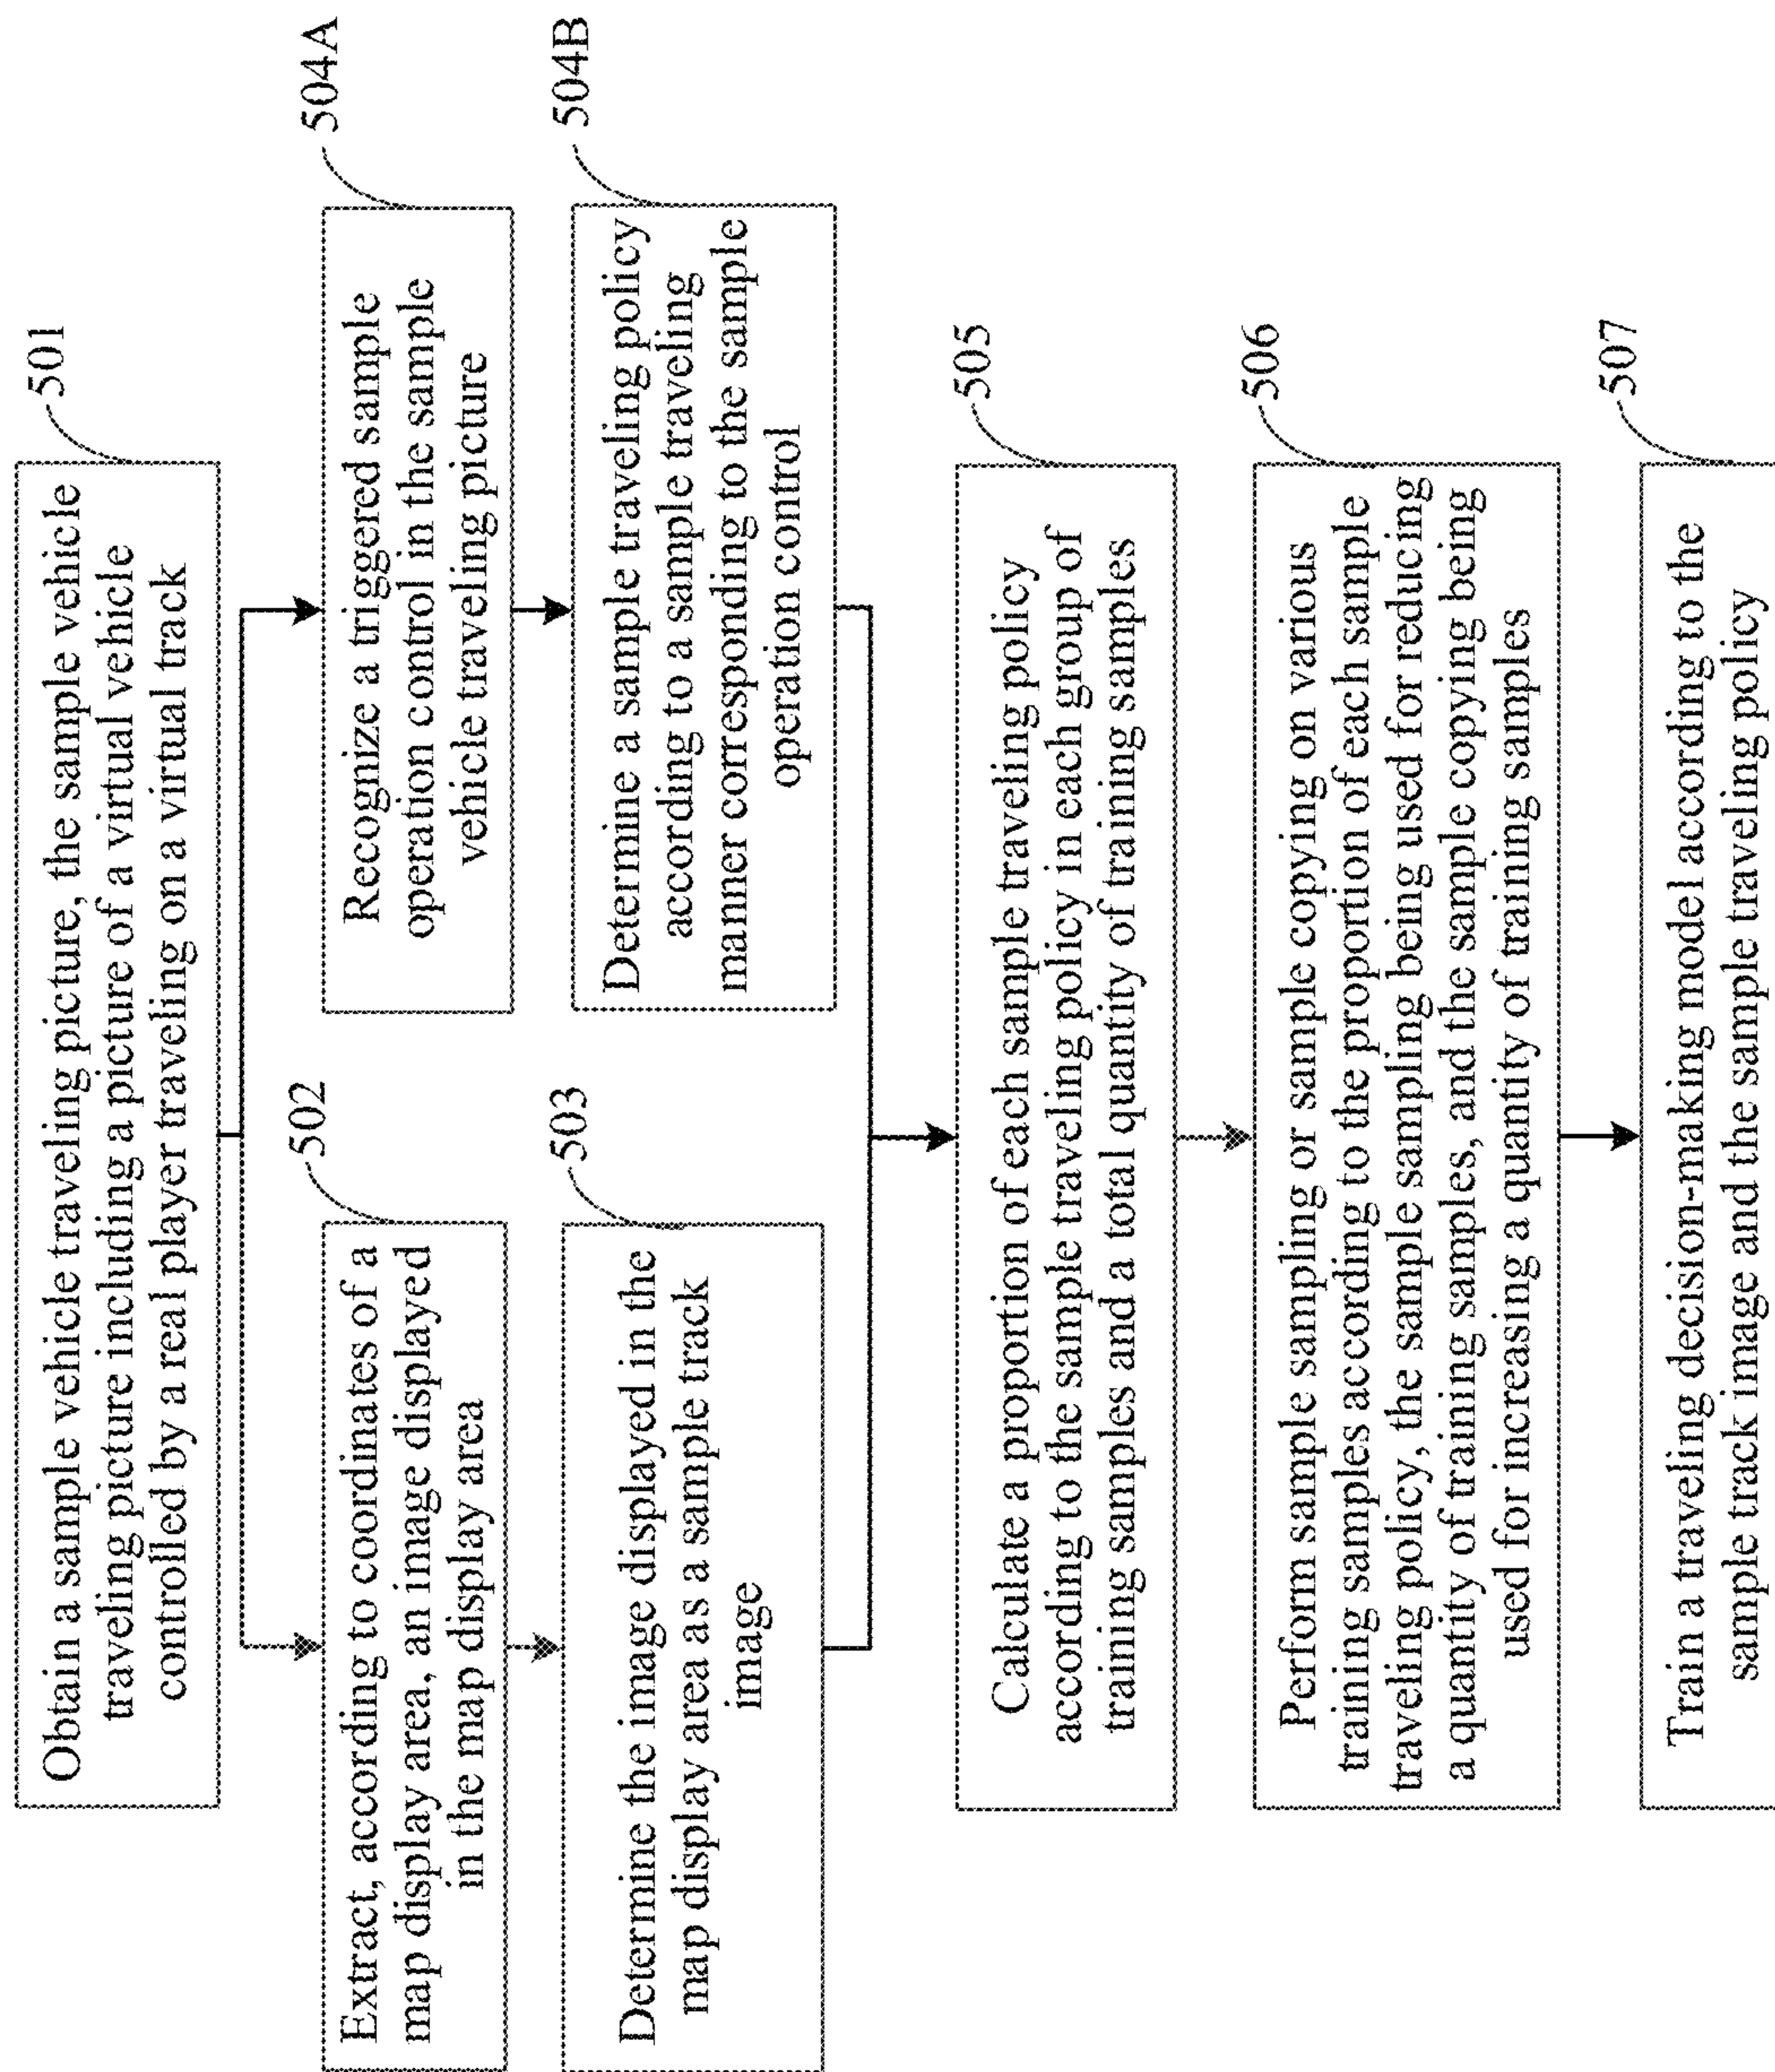 Obtain a sample vehicle traveling picture, the sample vehicle
traveling picture including a picture of a virtual vehicle
controlled by a real player traveling on a virtual track
501
Extract, according to coordinates of a
map display area, an image displayed
in the map display area
502
Determine the image displayed in the
map display area as a sample track
image
503
Recognize a triggered sample
operation control in the sample
vehicle traveling picture
504A
Determine a sample traveling policy
according to a sample traveling
manner corresponding to the sample
operation control
504B
Calculate a proportion of each sample traveling policy
according to the sample traveling policy in each group of
training samples and a total quantity of training samples
505
Perform sample sampling or sample copying on various
training samples according to the proportion of each sample
traveling policy, the sample sampling being used for reducing
a quantity of training samples, and the sample copying being
used for increasing a quantity of training samples
506
Train a traveling decision-making model according to the
sample track image and the sample traveling policy
507